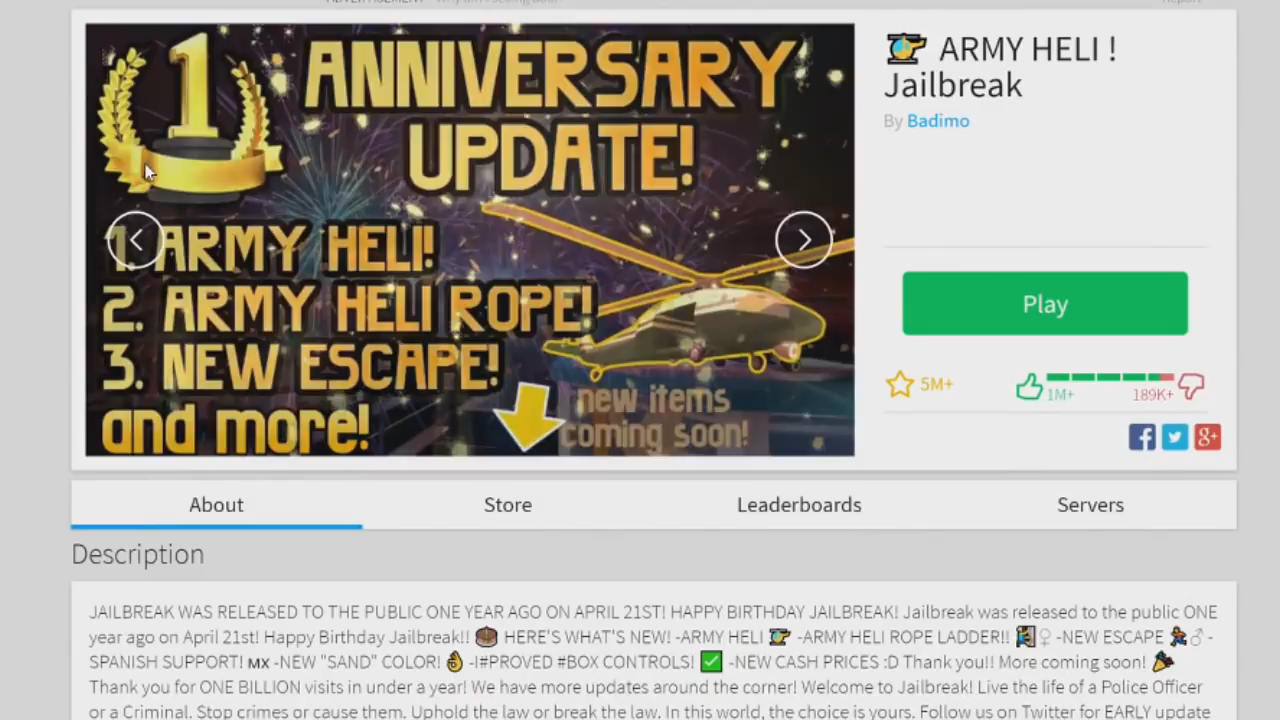 ANNIVERSARY
UPDATE!
1
1. ARMY HELI!
2. ARMY HELI ROPE!
3. NEW ESCAPE!
and more!
new items
coming soon!
ARMY HELI !
Jailbreak
By Badimo
Play
5M+
1M+
189K+
About
Store
Leaderboards
Servers
Description
JAILBREAK WAS RELEASED TO THE PUBLIC ONE YEAR AGO ON APRIL 21ST! HAPPY BIRTHDAY JAILBREAK! Jailbreak was released to the public ONE
year ago on April 21st! Happy Birthday Jailbreak!! HERE'S WHAT'S NEW! -ARMY HELI -ARMY HELI ROPE LADDER!! -NEW ESCAPE -
SPANISH SUPPORT! MX -NEW "SAND" COLOR! -I#PROVED #BOX CONTROLS! -NEW CASH PRICES :D Thank you!! More coming soon!
Thank you for ONE BILLION visits in under a year! We have more updates around the corner! Welcome to Jailbreak! Live the life of a Police Officer
or a Criminal. Stop crimes or cause them. Uphold the law or break the law. In this world, the choice is yours. Follow us on Twitter for EARLY update